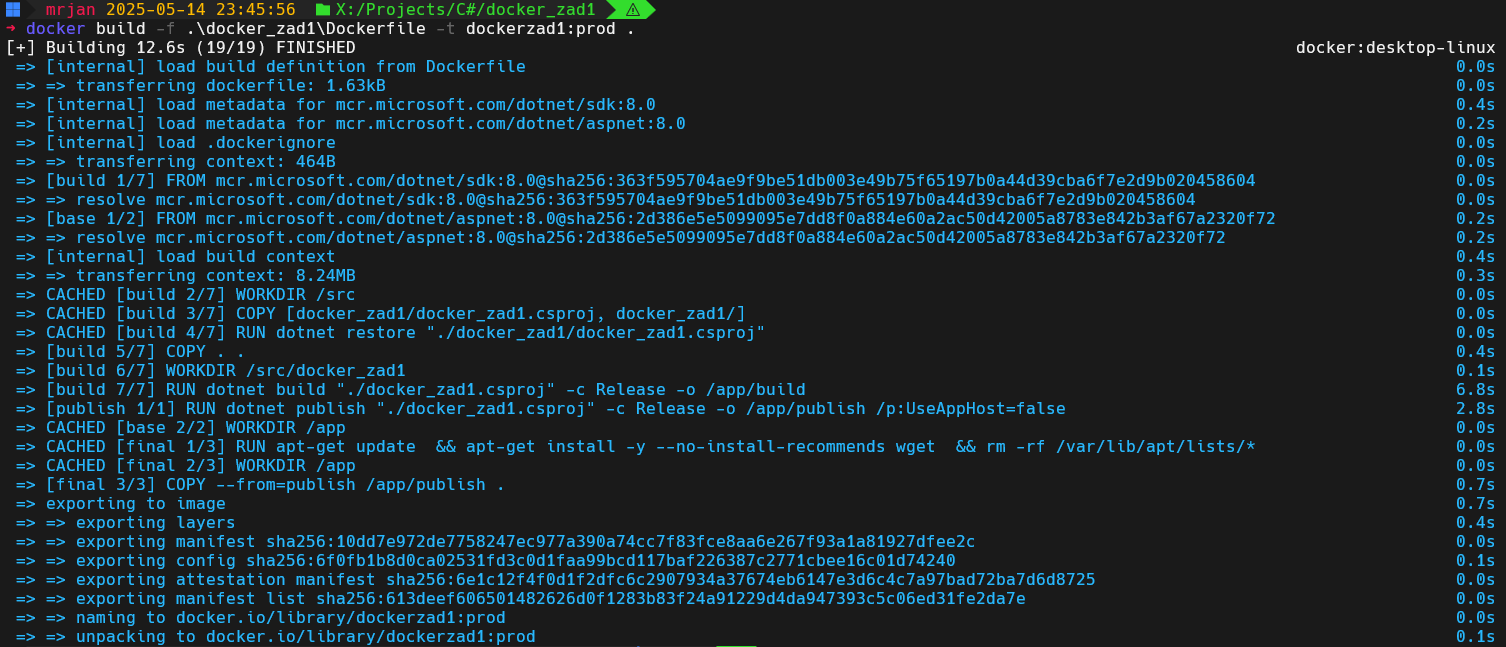 mrjan 2025-05-14 23:45:56 X:/Projects/C#/docker_zad1
→ docker build -f .\docker_zad1\Dockerfile -t dockerzad1:prod .
[+] Building 12.6s (19/19) FINISHED docker:desktop-linux
=> [internal] load build definition from Dockerfile 0.0s
=> => transferring dockerfile: 1.63kB 0.0s
=> [internal] load metadata for mcr.microsoft.com/dotnet/sdk:8.0 0.4s
=> [internal] load metadata for mcr.microsoft.com/dotnet/aspnet:8.0 0.2s
=> [internal] load .dockerignore 0.0s
=> => transferring context: 464B 0.0s
=> [build 1/7] FROM mcr.microsoft.com/dotnet/sdk:8.0@sha256:363f595704ae9f9be51db003e49b75f65197b0a44d39cba6f7e2d9b020458604 0.0s
=> => resolve mcr.microsoft.com/dotnet/sdk:8.0@sha256:363f595704ae9f9be51db003e49b75f65197b0a44d39cba6f7e2d9b020458604 0.0s
=> [base 1/2] FROM mcr.microsoft.com/dotnet/aspnet:8.0@sha256:2d386e5e5099095e7dd8f0a884e60a2ac50d42005a8783e842b3af67a2320f72 0.2s
=> => resolve mcr.microsoft.com/dotnet/aspnet:8.0@sha256:2d386e5e5099095e7dd8f0a884e60a2ac50d42005a8783e842b3af67a2320f72 0.2s
=> [internal] load build context 0.4s
=> => transferring context: 8.24MB 0.3s
=> CACHED [build 2/7] WORKDIR /src 0.0s
=> CACHED [build 3/7] COPY [docker_zad1/docker_zad1.csproj, docker_zad1/] 0.0s
=> CACHED [build 4/7] RUN dotnet restore "./docker_zad1/docker_zad1.csproj" 0.0s
=> [build 5/7] COPY . . 0.4s
=> [build 6/7] WORKDIR /src/docker_zad1 0.1s
=> [build 7/7] RUN dotnet build "./docker_zad1.csproj" -c Release -o /app/build 6.8s
=> [publish 1/1] RUN dotnet publish "./docker_zad1.csproj" -c Release -o /app/publish /p:UseAppHost=false 2.8s
=> CACHED [base 2/2] WORKDIR /app 0.0s
=> CACHED [final 1/3] RUN apt-get update  && apt-get install -y --no-install-recommends wget  && rm -rf /var/lib/apt/lists/* 0.0s
=> CACHED [final 2/3] WORKDIR /app 0.0s
=> [final 3/3] COPY --from=publish /app/publish . 0.7s
=> exporting to image 0.7s
=> => exporting layers 0.4s
=> => exporting manifest sha256:10dd7e972de7758247ec977a390a74cc7f83fce8aa6e267f93a1a81927dfee2c 0.0s
=> => exporting config sha256:6f0fb1b8d0ca02531fd3c0d1faa99bcd117baf226387c2771cbee16c01d74240 0.1s
=> => exporting attestation manifest sha256:6e1c12f4f0d1f2dfc6c2907934a37674eb6147e3d6c4c7a97bad72ba7d6d8725 0.0s
=> => exporting manifest list sha256:613deef606501482626d0f1283b83f24a91229d4da947393c5c06ed31fe2da7e 0.0s
=> => naming to docker.io/library/dockerzad1:prod 0.0s
=> => unpacking to docker.io/library/dockerzad1:prod 0.1s